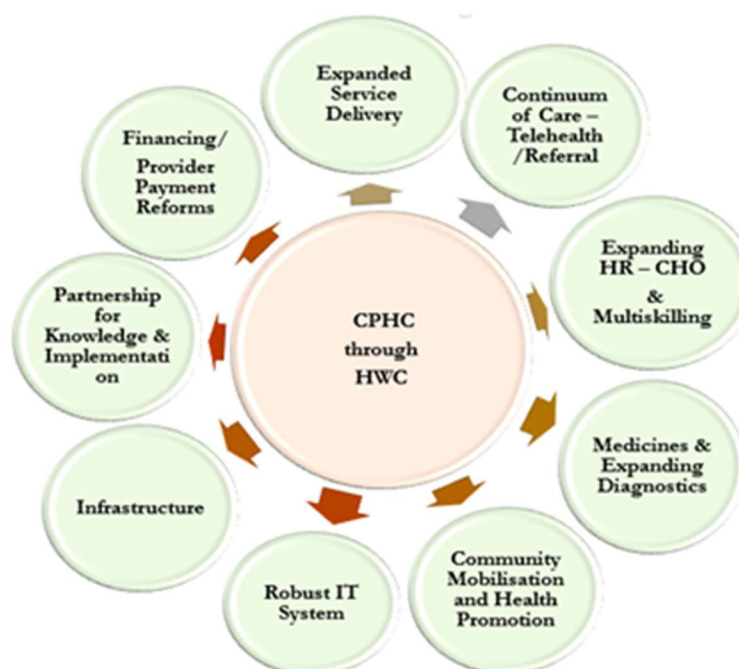 Expanded
Service
Delivery
Continuum
of Care –
Telehealth
/Referral
Expanding
HR – CHO
&
Multiskilling
Medicines &
Expanding
Diagnostics
Community
Mobilisation
and Health
Promotion
Robust IT
System
Infrastructure
Partnership
for
Knowledge &
Implementati
on
Financing/
Provider
Payment
Reforms
CPHC
through
HWC